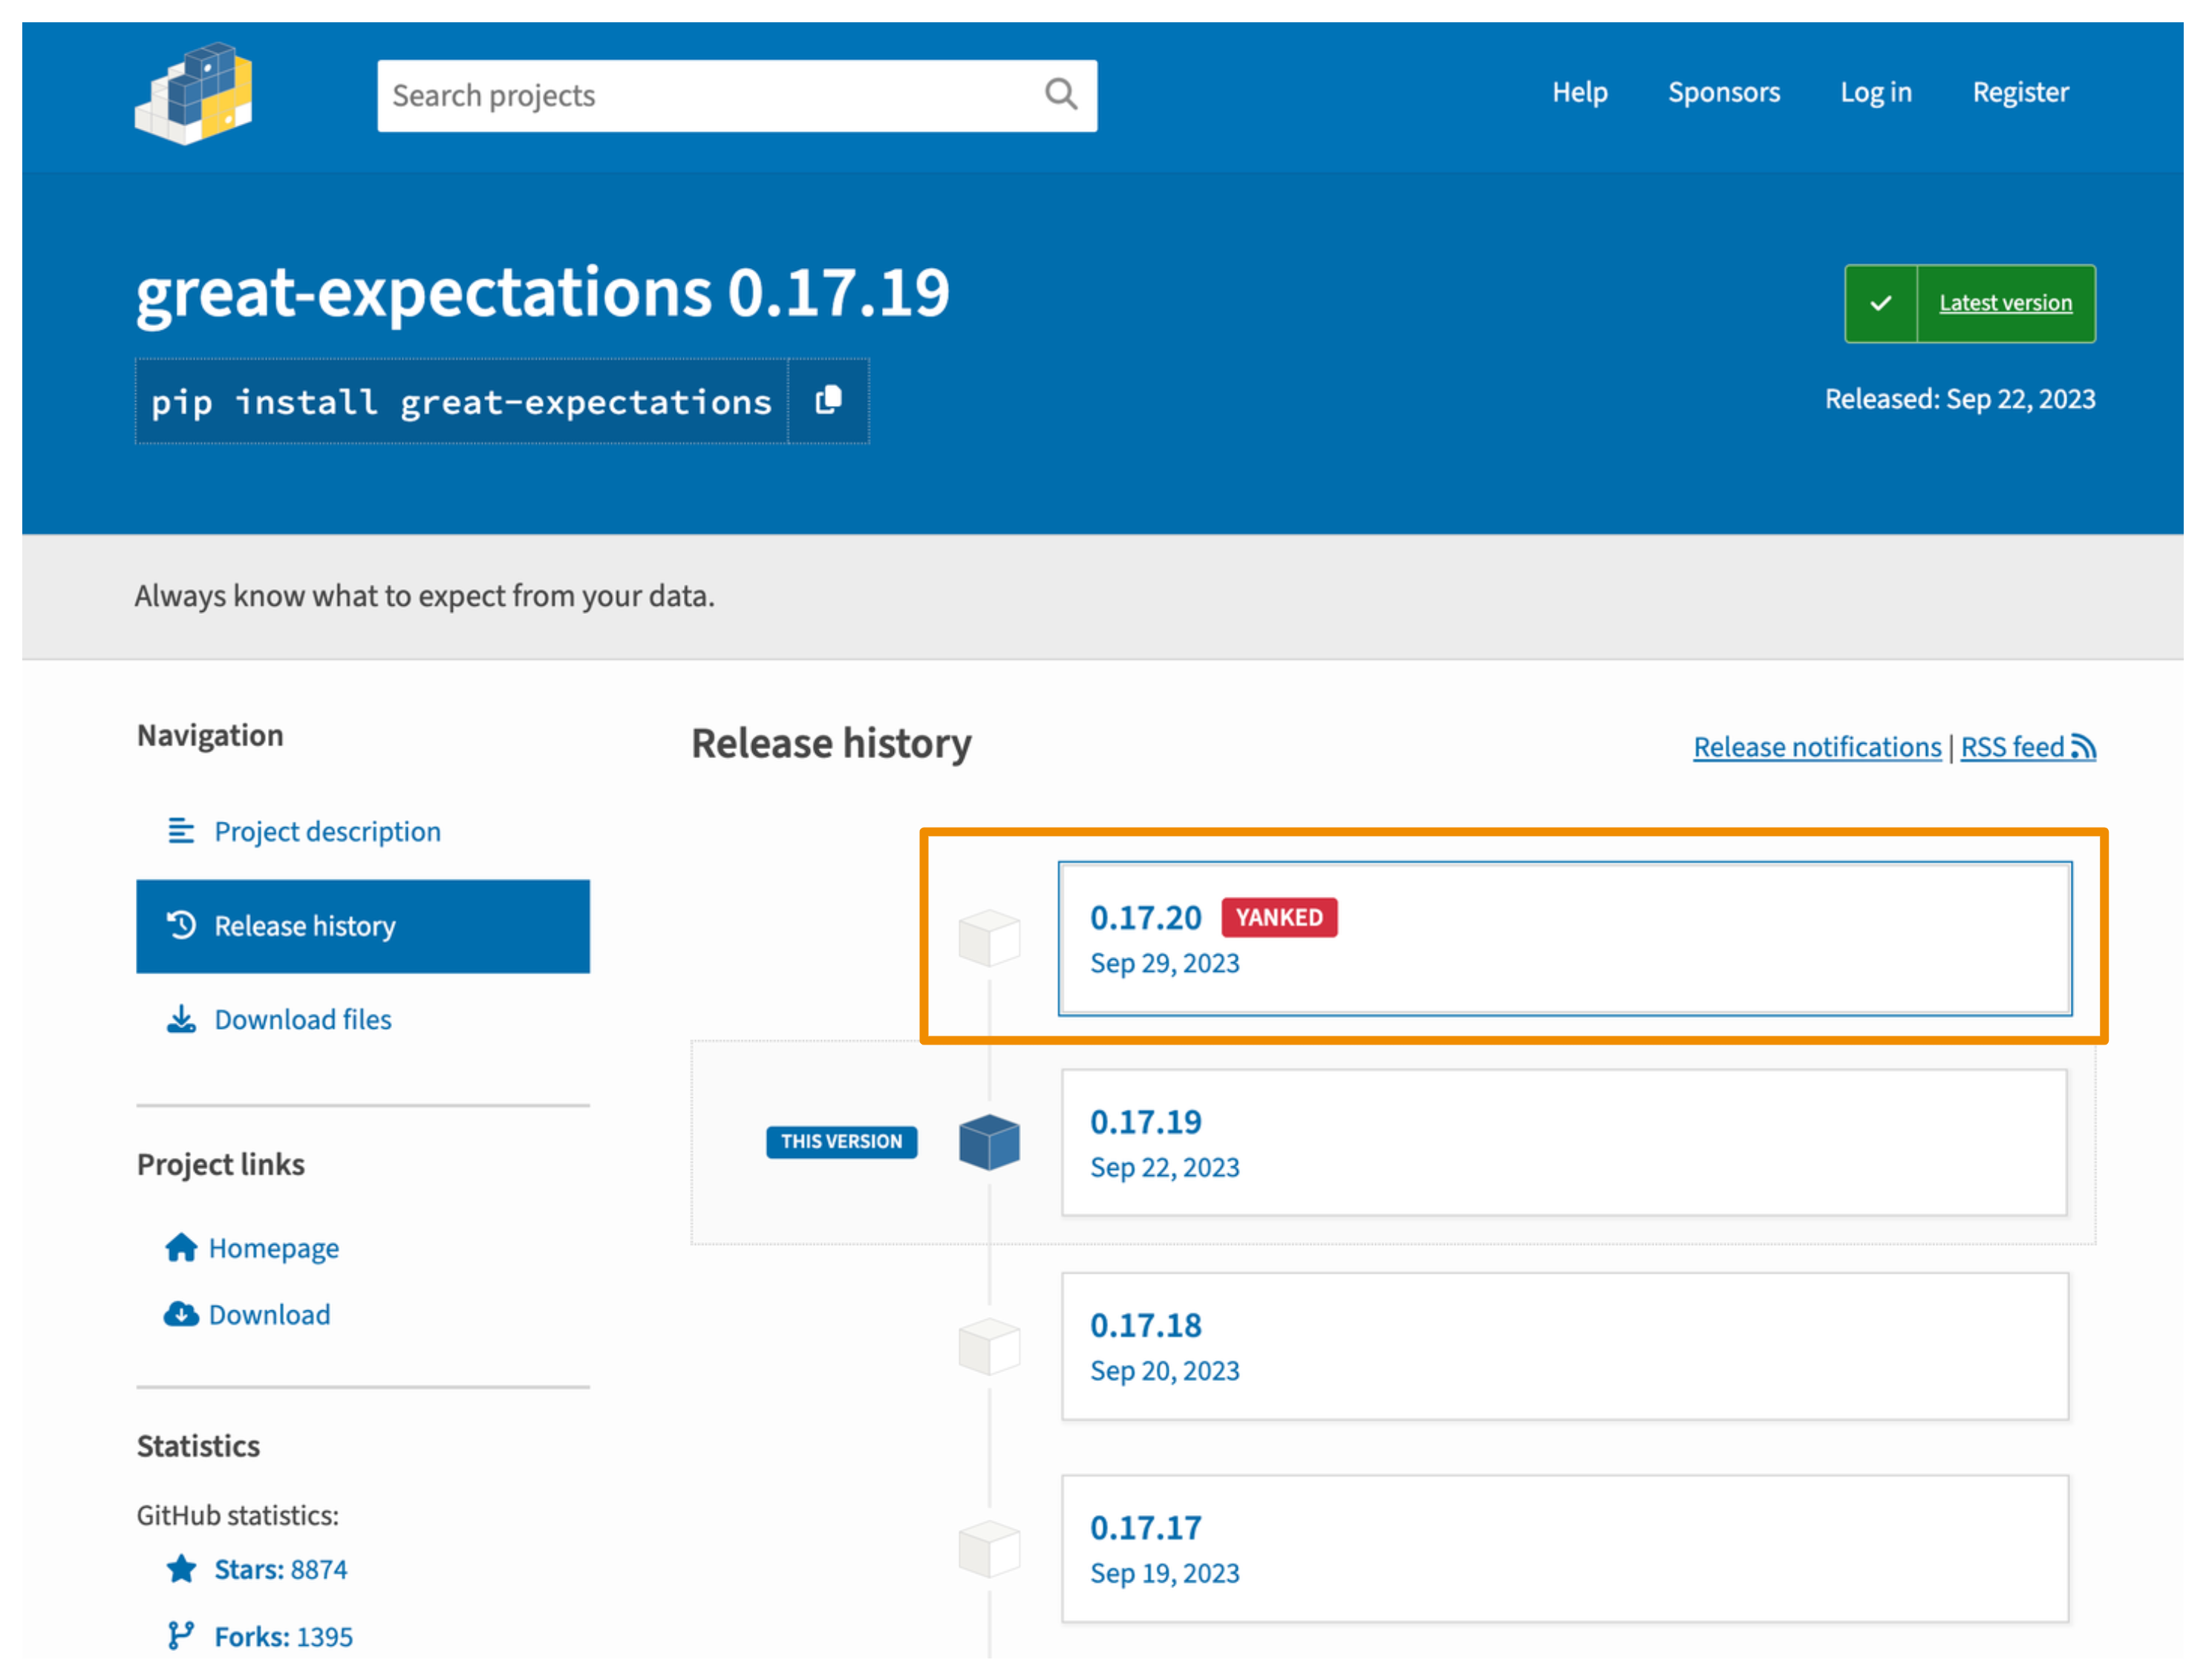 Search projects
Help
Sponsors
Log in
Register
great-expectations 0.17.19
Latest version
pip install great-expectations
Released: Sep 22, 2023
Always know what to expect from your data.
Navigation
Project description
Release history
Download files
Project links
Homepage
Download
Statistics
GitHub statistics:
Stars: 8874
Forks: 1395
Release history
Release notifications | RSS feed
0.17.20 YANKED
Sep 29, 2023
THIS VERSION
0.17.19
Sep 22, 2023
0.17.18
Sep 20, 2023
0.17.17
Sep 19, 2023